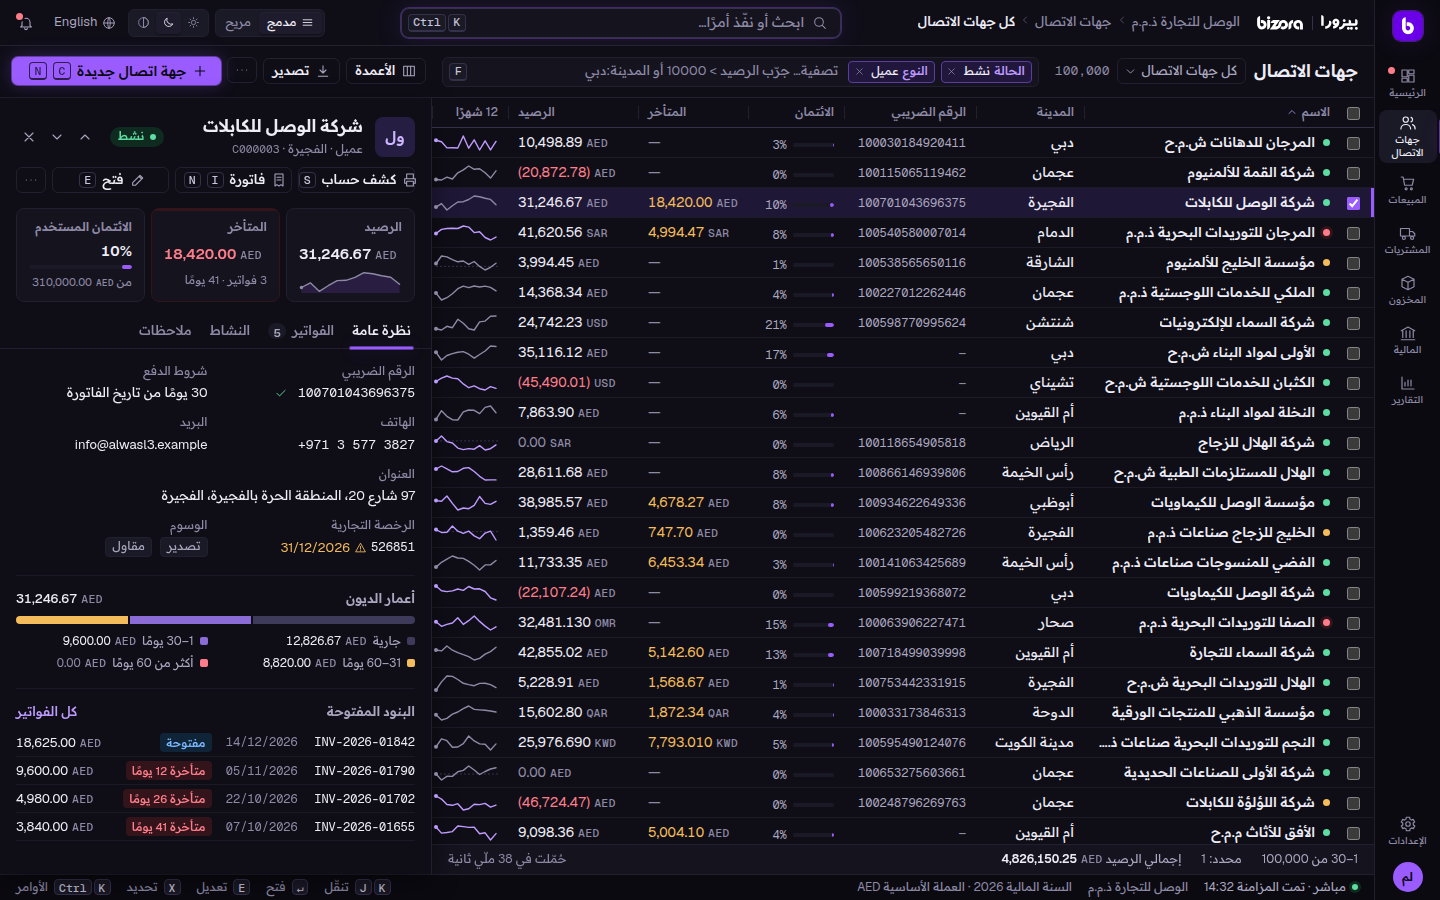 بيزورا | bizora
الوصل للتجارة ذ.م.م › جهات الاتصال › كل جهات الاتصال
ابحث أو نفّذ أمرًا... Ctrl K
مدمج مريح
English
جهات الاتصال
كل جهات الاتصال
100,000
الحالة نشط ×
النوع عميل ×
تصفية... جرّب الرصيد > 10000 أو المدينة:دبي
F
الأعمدة
تصدير
...
+ جهة اتصال جديدة C N
الرئيسية
جهات الاتصال
المبيعات
المشتريات
المخزون
المالية
التقارير
الإعدادات
لم
الاسم المدينة الرقم الضريبي الائتمان المتأخر الرصيد 12 شهرًا
المرجان للدهانات ش.م.ح دبي 100030184920411 3% — 10,498.89 AED
شركة القمة للألمنيوم عجمان 100115065119462 0% — (20,872.78) AED
شركة الوصل للكابلات الفجيرة 100701043696375 10% 18,420.00 AED 31,246.67 AED
المرجان للتوريدات البحرية ذ.م.م الدمام 100540580007014 8% 4,994.47 SAR 41,620.56 SAR
مؤسسة الخليج للألمنيوم الشارقة 100538565650116 1% — 3,994.45 AED
الملكي للخدمات اللوجستية ذ.م.م عجمان 100227012262446 4% — 14,368.34 AED
شركة السماء للإلكترونيات شنتشن 100598770995624 21% — 24,742.23 USD
الأولى لمواد البناء ش.م.ح دبي – 17% — 35,116.12 AED
الكثبان للخدمات اللوجستية ش.م.ح تشيناي – 0% — (45,490.01) USD
النخلة لمواد البناء ذ.م.م أم القيوين – 6% — 7,863.90 AED
شركة الهلال للزجاج الرياض 100118654905818 0% — 0.00 SAR
الهلال للمستلزمات الطبية ش.م.ح رأس الخيمة 100866146939806 8% — 28,611.68 AED
مؤسسة الوصل للكيماويات أبوظبي 100934622649336 8% 4,678.27 AED 38,985.57 AED
الخليج للزجاج صناعات ذ.م.م الفجيرة 100623205482747 0% 747.70 AED 1,359.46 AED
الفضي للمنسوجات صناعات ذ.م.م رأس الخيمة 100141063425689 3% 6,453.34 AED 11,733.35 AED
شركة الوصل للكيماويات دبي 100599219368072 0% — (22,107.24) AED
الصفا للتوريدات البحرية ذ.م.م صحار 100063906227471 15% — 32,481.130 OMR
شركة السماء للتجارة أم القيوين 100718499039998 13% 5,142.60 AED 42,855.02 AED
الهلال للتوريدات البحرية ش.م.ح الفجيرة 100753442331915 1% 1,568.67 AED 5,228.91 AED
مؤسسة الذهبي للمنتجات الورقية الدوحة 100033173846313 4% 1,872.34 QAR 15,602.80 QAR
النجم للتوريدات البحرية صناعات ذ.... مدينة الكويت 100595490124076 5% 7,793.010 KWD 25,976.690 KWD
شركة الأولى للصناعات الحديدية عجمان 100653275603661 0% — 0.00 AED
شركة اللؤلؤة للكابلات عجمان 100248796269763 0% — (46,724.47) AED
الأفق للأثاث م.م.ح أم القيوين – 4% 5,004.10 AED 9,098.36 AED
1–30 من 100,000 محدد: 1 إجمالي الرصيد 4,826,150.25 AED حُمّلت في 38 ملّي ثانية
ول
شركة الوصل للكابلات
نشط
عميل · الفجيرة · C000003
كشف حساب S
فاتورة I N
فتح E
...
الرصيد 31,246.67 AED
المتأخر 18,420.00 AED
3 فواتير · 41 يومًا
الائتمان المستخدم 10%
من 310,000.00 AED
نظرة عامة الفواتير 5 النشاط ملاحظات
الرقم الضريبي شروط الدفع
100701043696375 30 يومًا من تاريخ الفاتورة
الهاتف البريد
+971 3 577 3827 info@alwasl3.example
العنوان
97 شارع 20، المنطقة الحرة بالفجيرة، الفجيرة
الرخصة التجارية الوسوم
526851 31/12/2026 تصدير مقاول
أعمار الديون 31,246.67 AED
جارية 12,826.67 AED 1–30 يومًا 9,600.00 AED
31–60 يومًا 8,820.00 AED أكثر من 60 يومًا 0.00 AED
البنود المفتوحة كل الفواتير
INV-2026-01842 14/12/2026 مفتوحة 18,625.00 AED
INV-2026-01790 05/11/2026 متأخرة 12 يومًا 9,600.00 AED
INV-2026-01702 22/10/2026 متأخرة 26 يومًا 4,980.00 AED
INV-2026-01655 07/10/2026 متأخرة 41 يومًا 3,840.00 AED
مباشر · تمت المزامنة 14:32 الوصل للتجارة ذ.م.م السنة المالية 2026 · العملة الأساسية AED
J K تنقّل ↵ فتح E تعديل X تحديد Ctrl K الأوامر